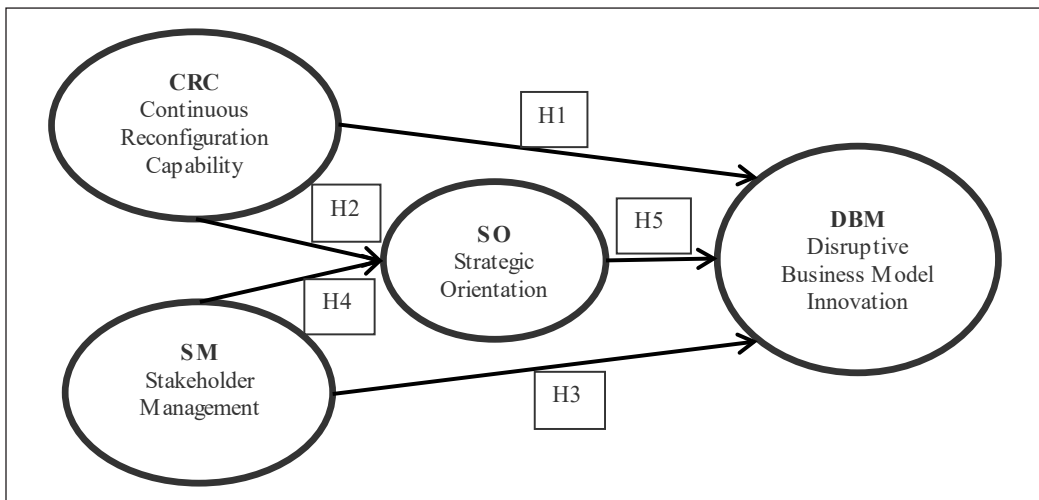 CRC
Continuous
Reconfiguration
Capability
H1
H2
SO
Strategic
Orientation
H5
DBM
Disruptive
Business Model
Innovation
H4
SM
Stakeholder
Management
H3